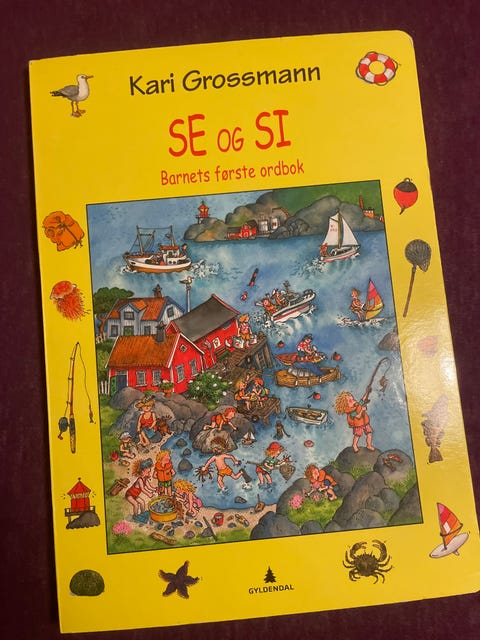 Kari Grossmann
SE OG SI
Barnets første ordbok
GYLDENDAL